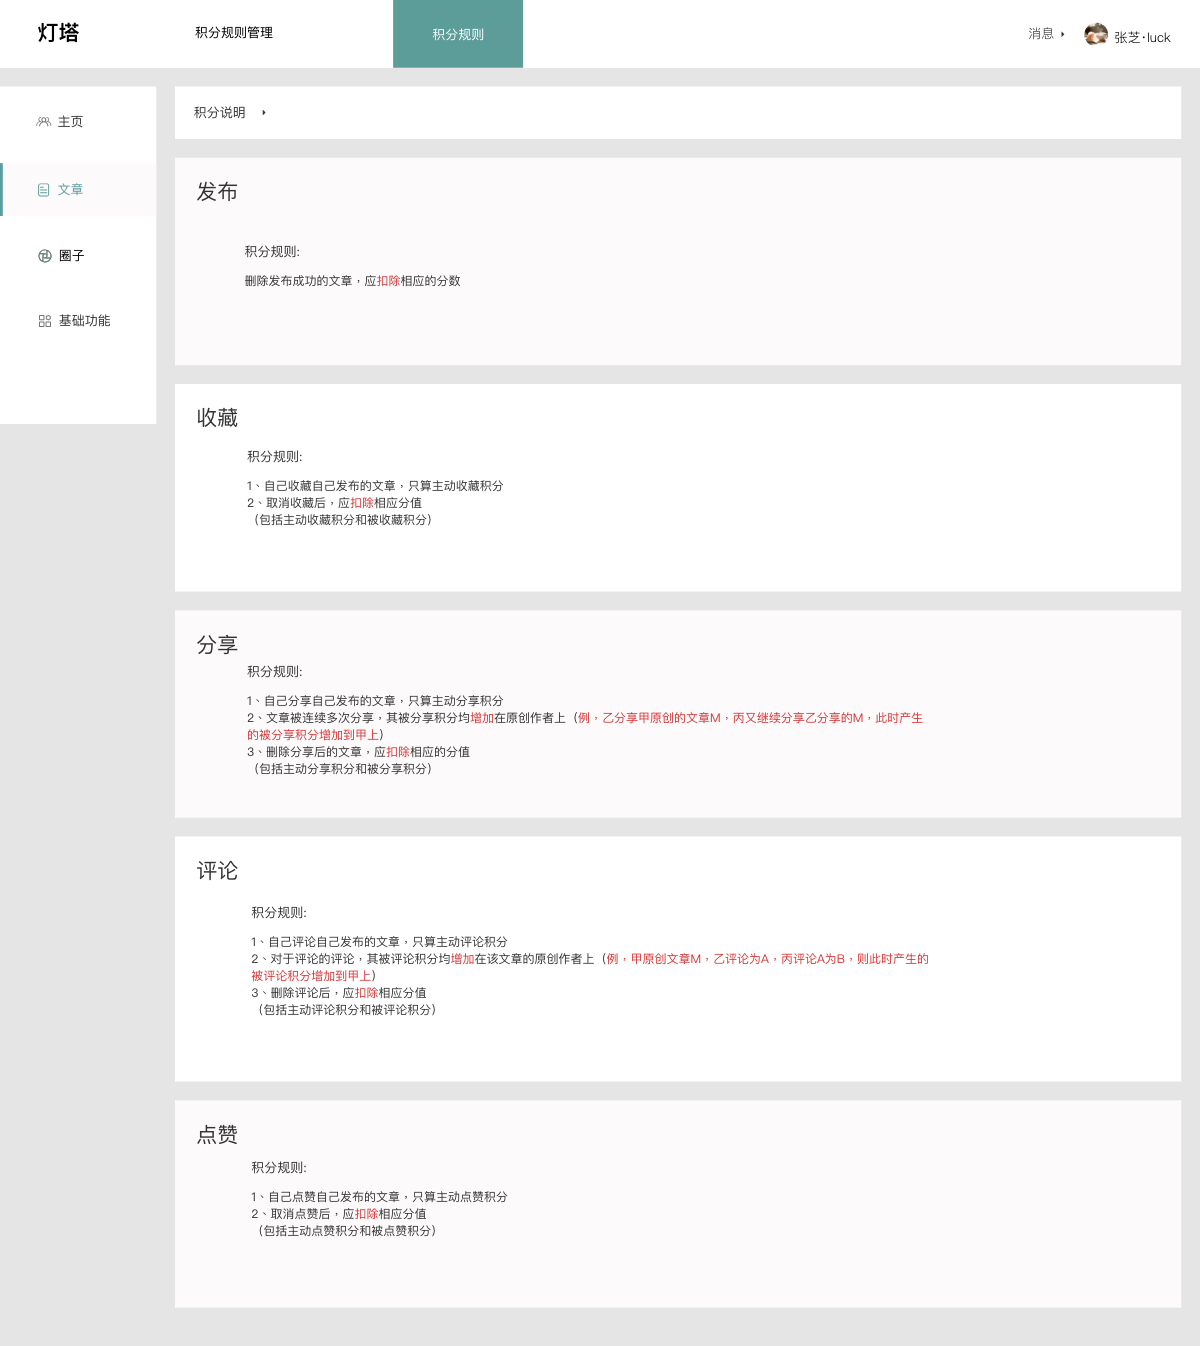 灯塔
积分规则管理
积分规则
消息
张芝·luck
主页
文章
圈子
基础功能
积分说明
发布
积分规则:
删除发布成功的文章，应扣除相应的分数
收藏
积分规则:
1、自己收藏自己发布的文章，只算主动收藏积分
2、取消收藏后，应扣除相应分值
（包括主动收藏积分和被收藏积分）
分享
积分规则:
1、自己分享自己发布的文章，只算主动分享积分
2、文章被连续多次分享，其被分享积分均增加在原创作者上（例，乙分享甲原创的文章M，丙又继续分享乙分享的M，此时产生
的被分享积分增加到甲上）
3、删除分享后的文章，应扣除相应的分值
（包括主动分享积分和被分享积分）
评论
积分规则:
1、自己评论自己发布的文章，只算主动评论积分
2、对于评论的评论，其被评论积分均增加在该文章的原创作者上（例，甲原创文章M，乙评论为A，丙评论A为B，则此时产生的
被评论积分增加到甲上）
3、删除评论后，应扣除相应分值
（包括主动评论积分和被评论积分）
点赞
积分规则:
1、自己点赞自己发布的文章，只算主动点赞积分
2、取消点赞后，应扣除相应分值
（包括主动点赞积分和被点赞积分）